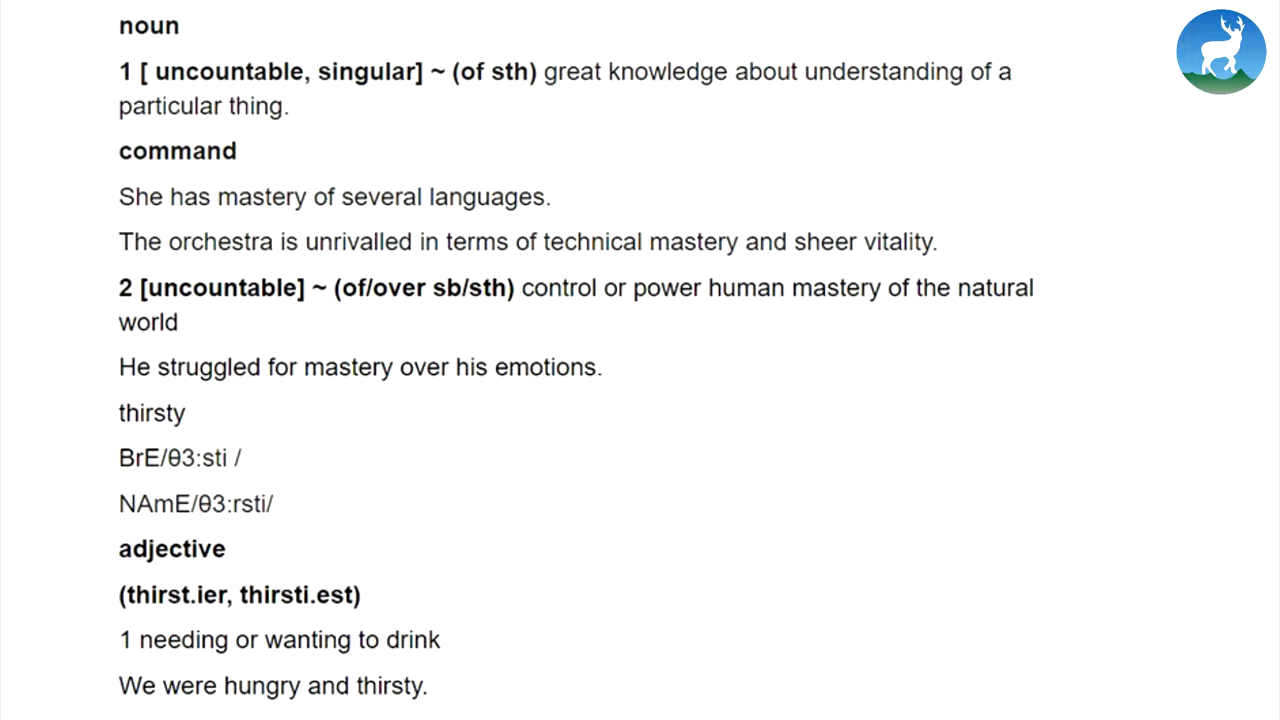 noun
1 [ uncountable, singular] ~ (of sth) great knowledge about understanding of a
particular thing.
command
She has mastery of several languages.
The orchestra is unrivalled in terms of technical mastery and sheer vitality.
2 [uncountable] ~ (of/over sb/sth) control or power human mastery of the natural
world
He struggled for mastery over his emotions.
thirsty
BrE/θ3:sti /
NAmE/θ3:rsti/
adjective
(thirst.ier, thirsti.est)
1 needing or wanting to drink
We were hungry and thirsty.